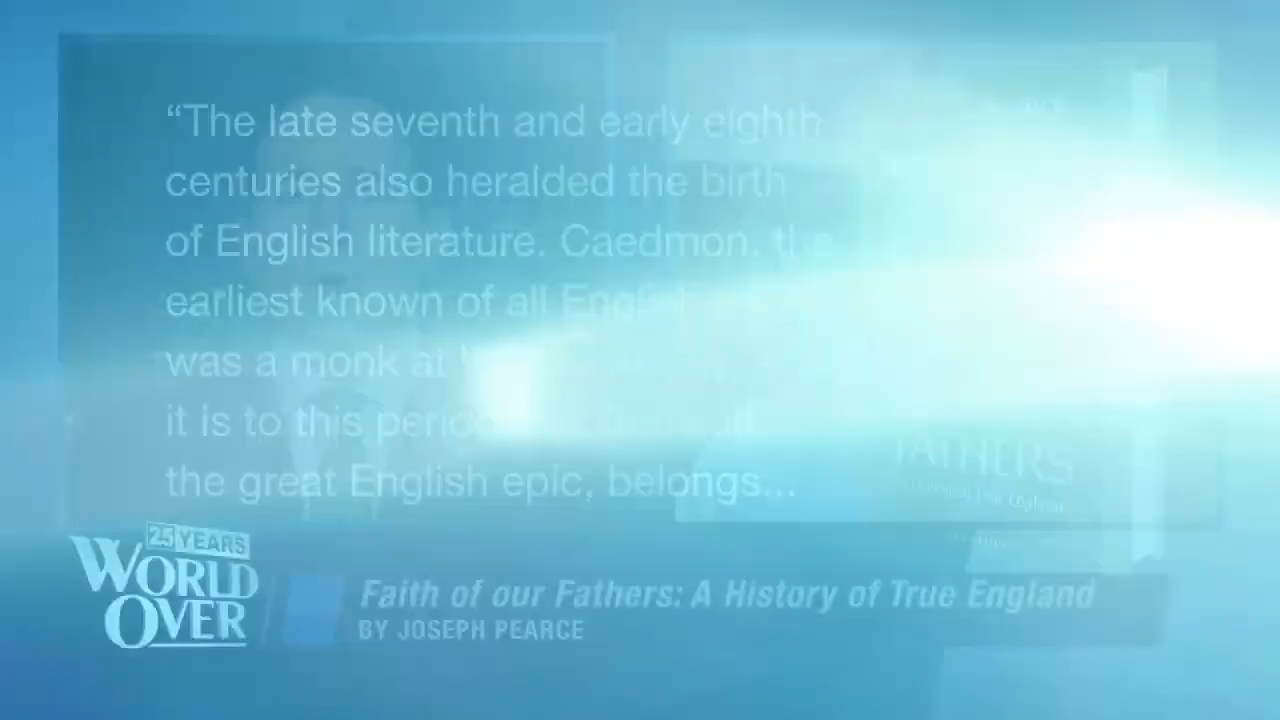 “The late seventh and early eighth
centuries also heralded the birth
of English literature. Caedmon, the
earliest known of all English
was a monk at
it is to this period
the great English epic, belongs...
FATHERS
25 YEARS
WORLD
OVER
Faith of our Fathers: A History of True England
BY JOSEPH PEARCE